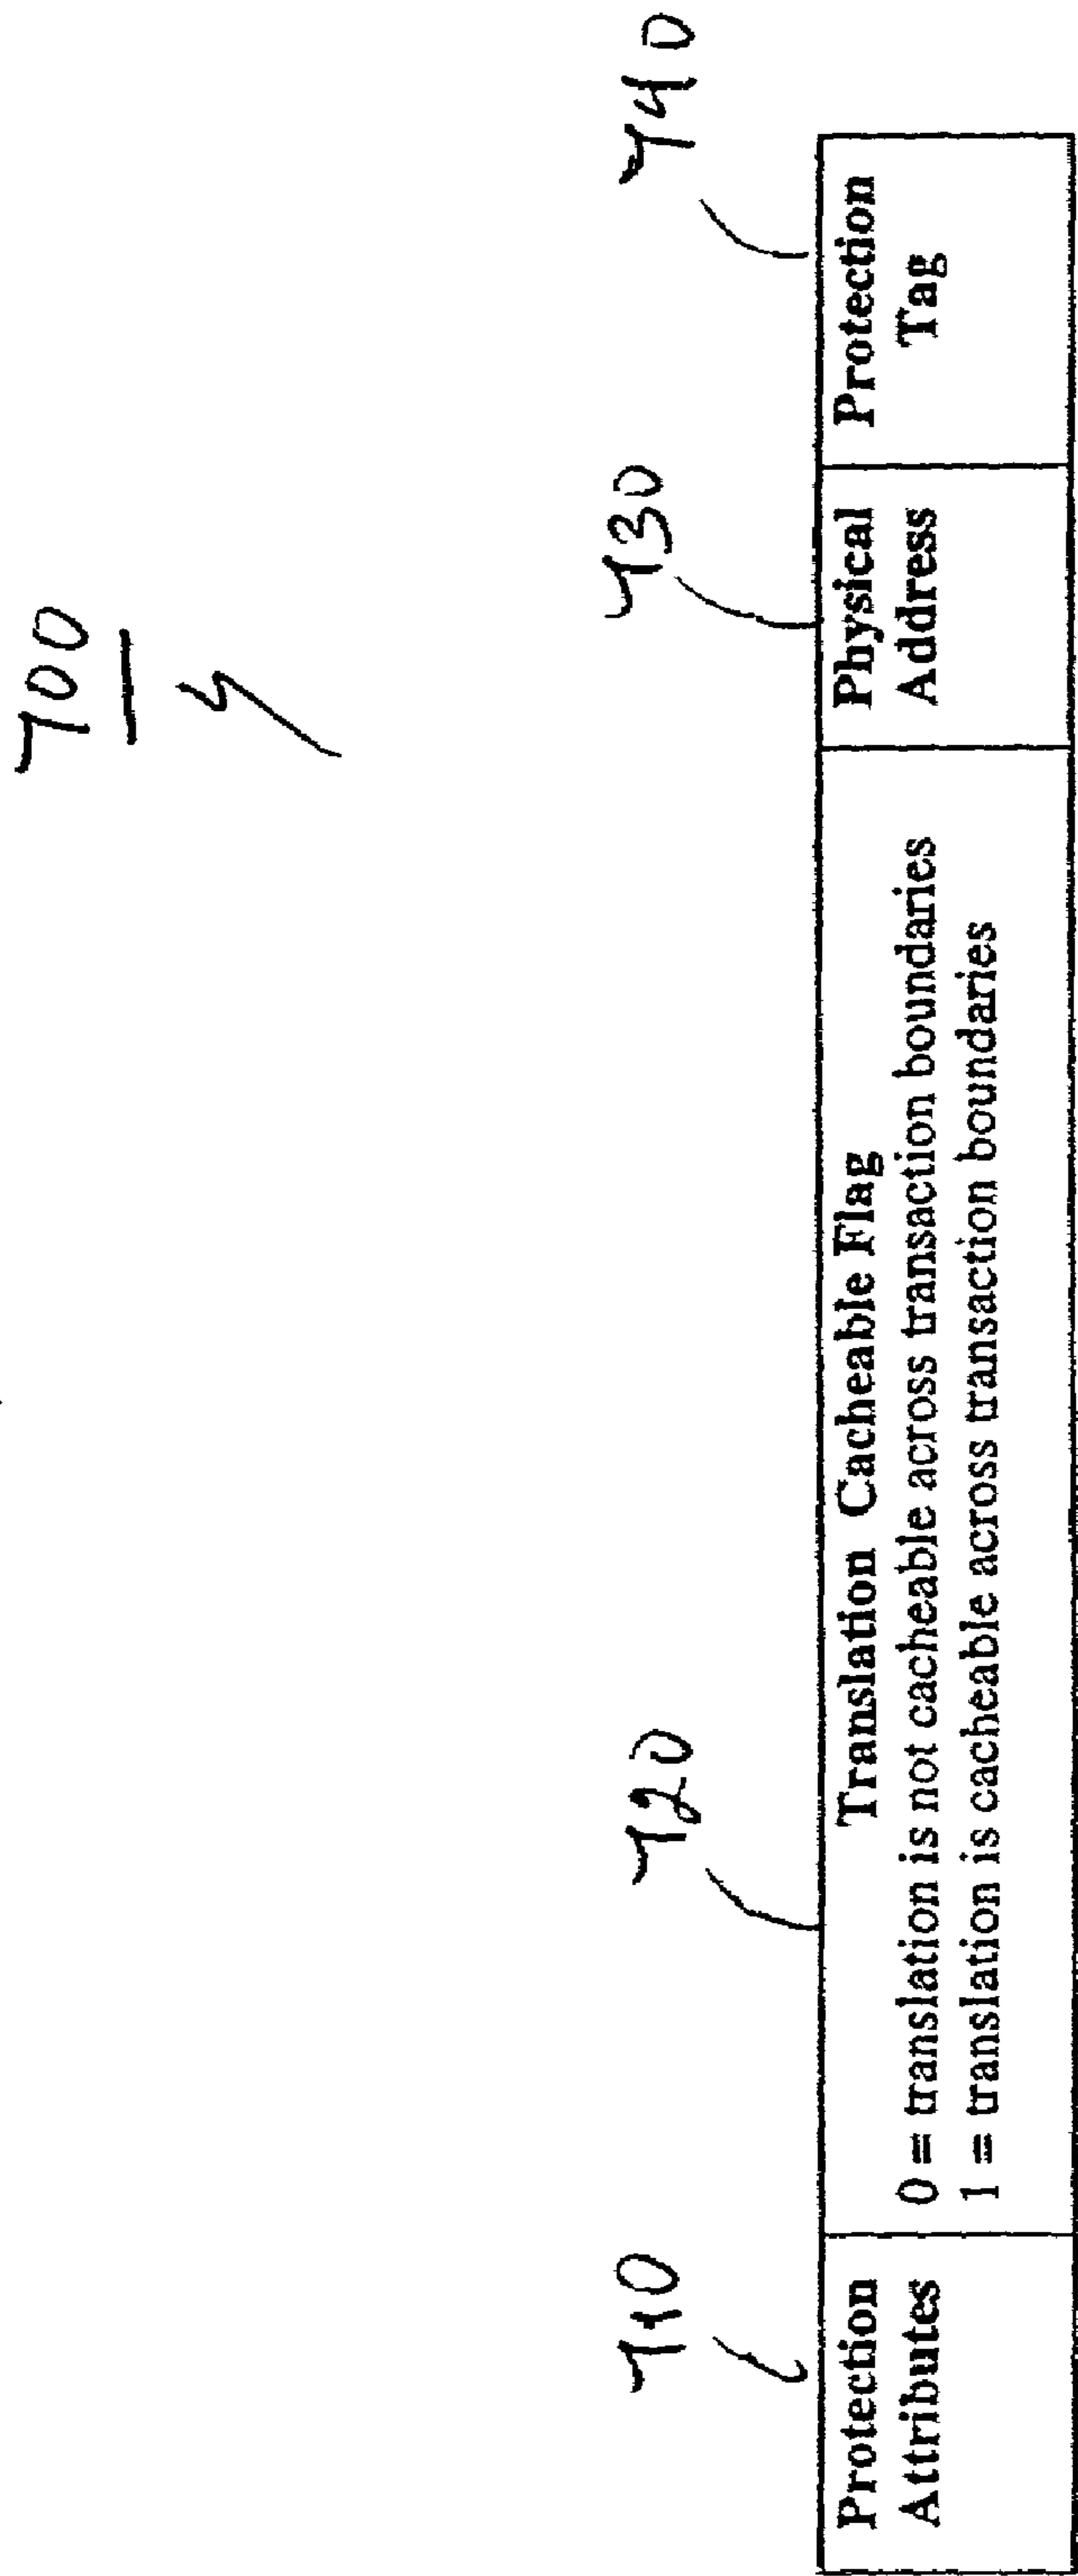 700
710
720
730
740
Protection
Attributes
Translation Cacheable Flag
0 = translation is not cacheable across transaction boundaries
1 = translation is cacheable across transaction boundaries
Physical
Address
Protection
Tag